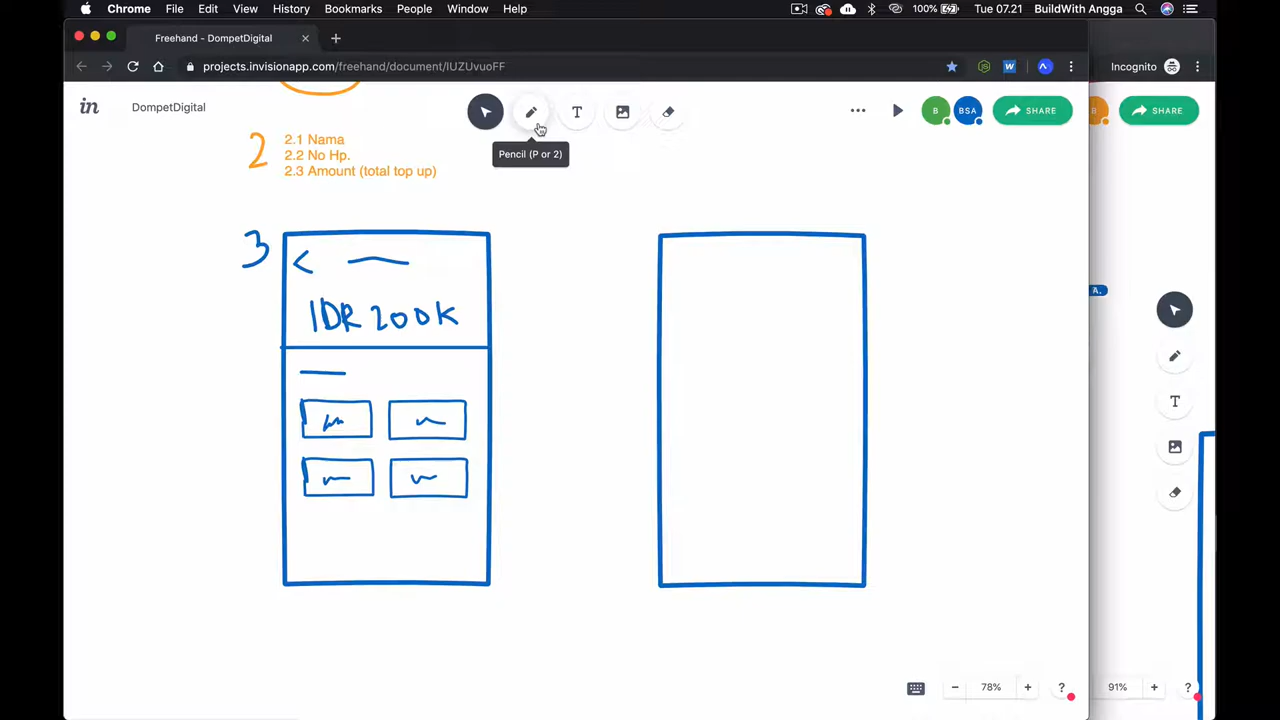 Chrome File Edit View History Bookmarks People Window Help 100% Tue 07.21 BuildWith Angga
Freehand - DompetDigital
projects.invisionapp.com/freehand/document/IUZUvuoFF
Incognito
in DompetDigital
T
B BSA SHARE
SHARE
Pencil (P or 2)
2
2.1 Nama
2.2 No Hp.
2.3 Amount (total top up)
3
<
IDR 200K
A.
T
78% ?
91% ?